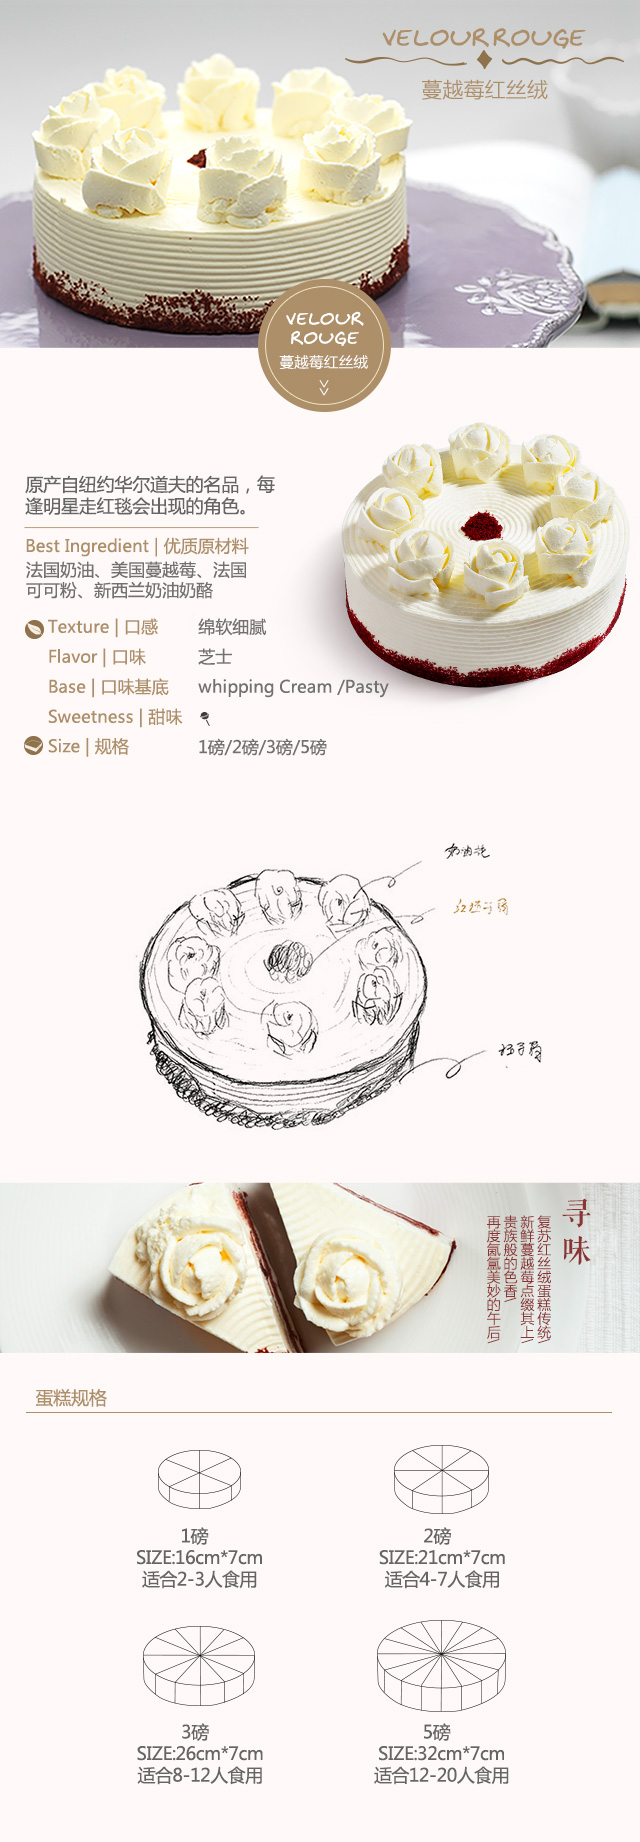 VELOUR ROUGE
蔓越莓红丝绒
VELOUR
ROUGE
蔓越莓红丝绒
原产自纽约华尔道夫的名品，每
逢明星走红毯会出现的角色。
Best Ingredient | 优质原材料
法国奶油、美国蔓越莓、法国
可可粉、新西兰奶油奶酪
Texture | 口感 绵软细腻
Flavor | 口味 芝士
Base | 口味基底 whipping Cream /Pasty
Sweetness | 甜味
Size | 规格 1磅/2磅/3磅/5磅
寻味
复苏红丝绒蛋糕传统/
新鲜蔓越莓点缀其上/
贵族般的色香/
再度氤氲美妙的午后/
蛋糕规格
1磅
SIZE:16cm*7cm
适合2-3人食用
2磅
SIZE:21cm*7cm
适合4-7人食用
3磅
SIZE:26cm*7cm
适合8-12人食用
5磅
SIZE:32cm*7cm
适合12-20人食用